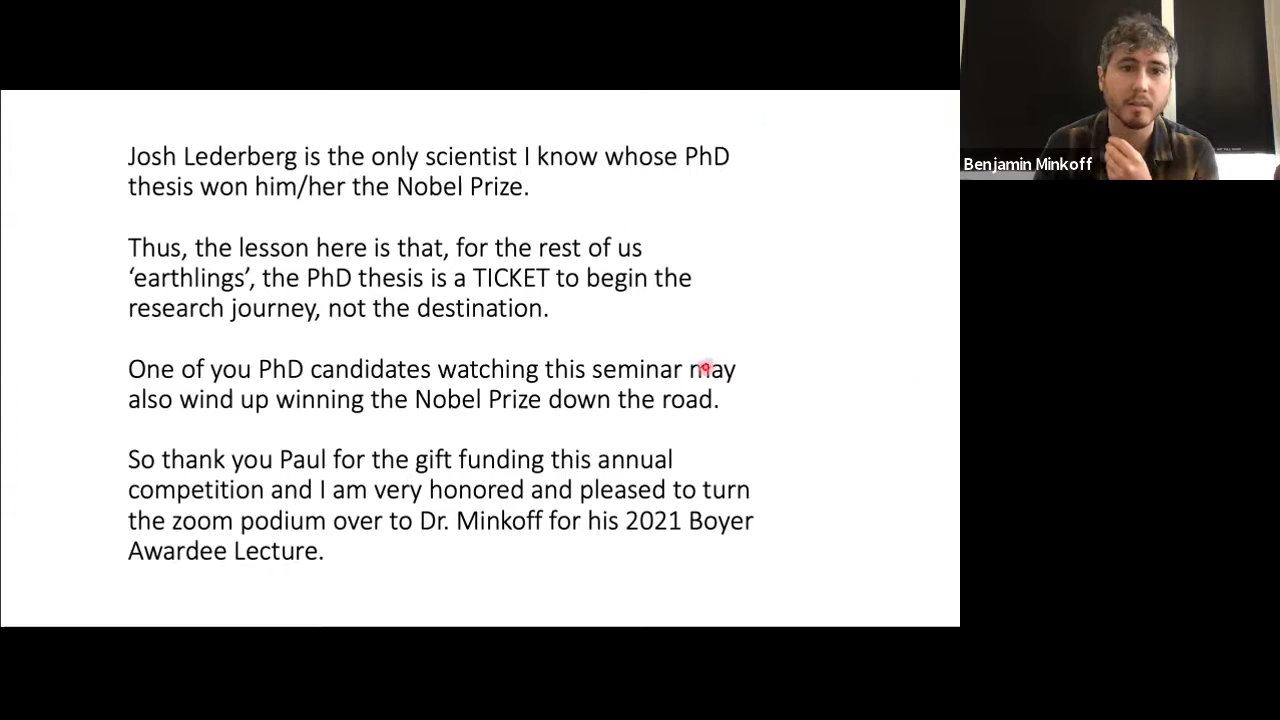 Josh Lederberg is the only scientist I know whose PhD
thesis won him/her the Nobel Prize.
Thus, the lesson here is that, for the rest of us
‘earthlings’, the PhD thesis is a TICKET to begin the
research journey, not the destination.
One of you PhD candidates watching this seminar may
also wind up winning the Nobel Prize down the road.
So thank you Paul for the gift funding this annual
competition and I am very honored and pleased to turn
the zoom podium over to Dr. Minkoff for his 2021 Boyer
Awardee Lecture.
Benjamin Minkoff